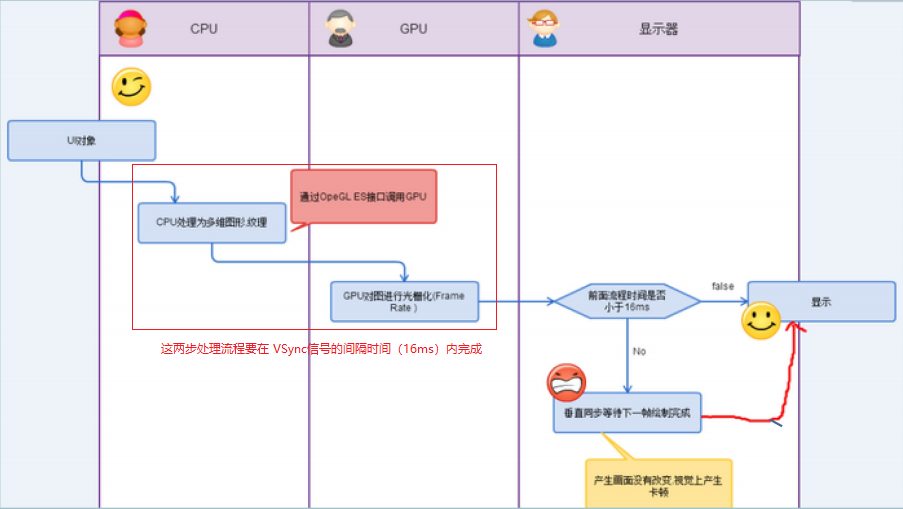 CPU
GPU
显示器
UI对象
通过OpeGL ES接口调用GPU
CPU处理为多维图形,纹理
GPU对图进行光栅化(Frame
Rate )
前面流程时间是否
小于16ms
false
显示
No
这两步处理流程要在 VSync信号的间隔时间（16ms）内完成
垂直同步等待下一帧绘制完成
产生画面没有改变,视觉上产生
卡顿